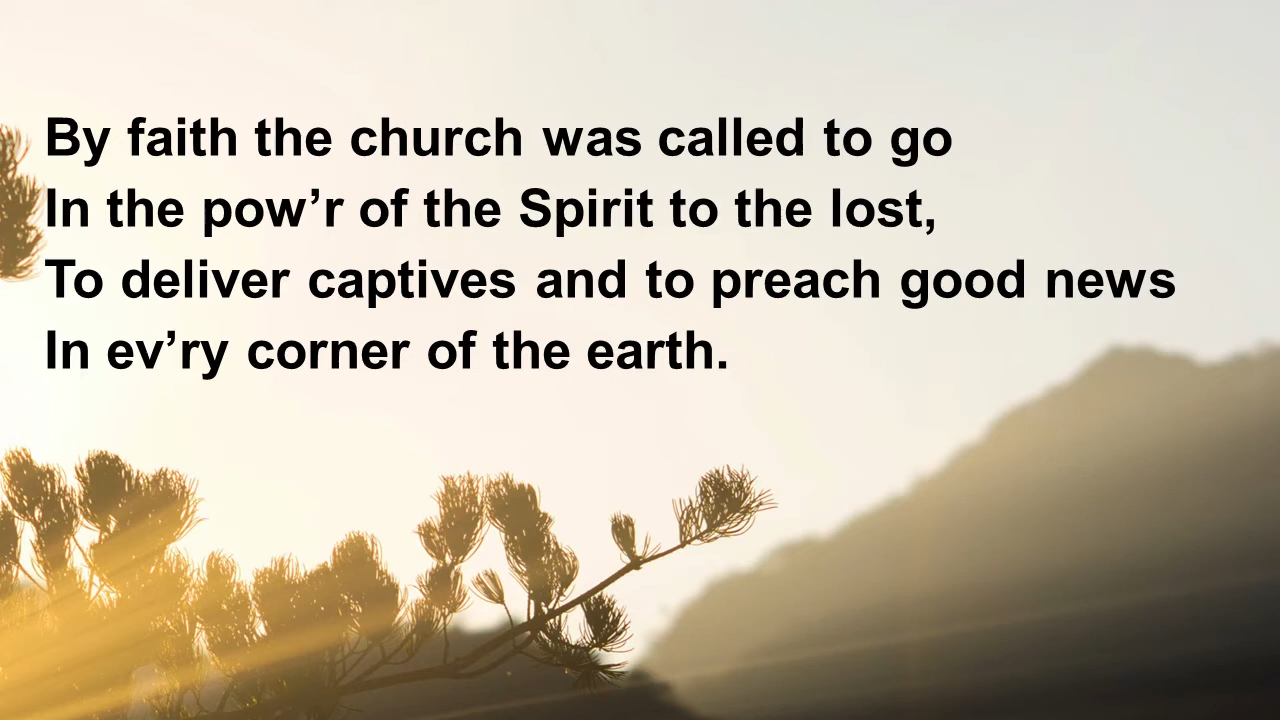 By faith the church was called to go
In the pow’r of the Spirit to the lost,
To deliver captives and to preach good news
In ev’ry corner of the earth.